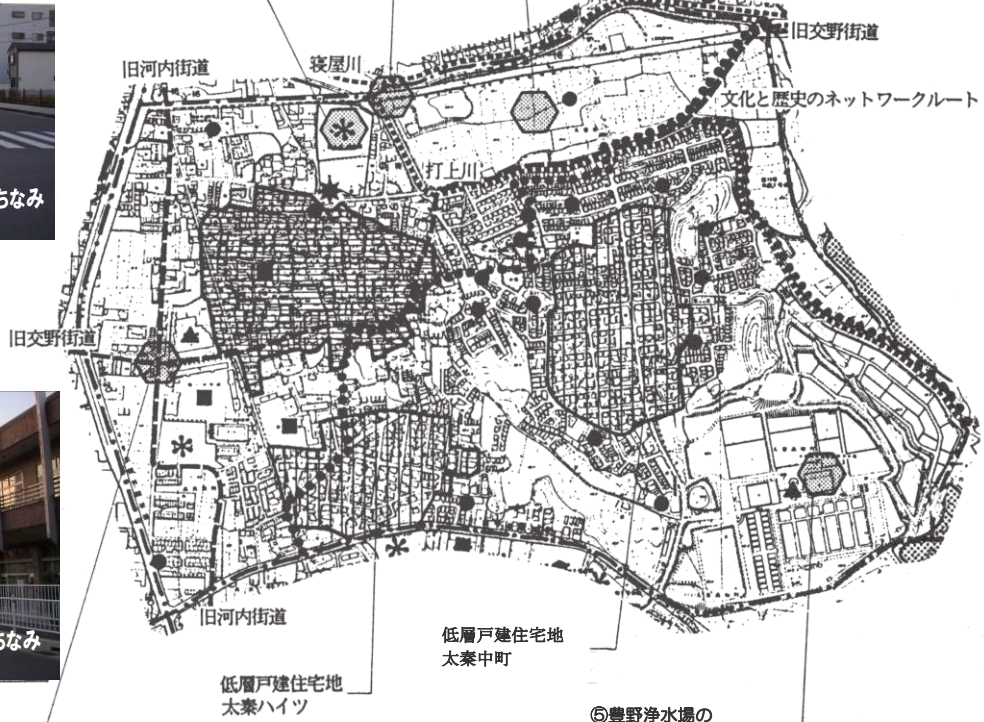 旧交野街道
寝屋川
旧河内街道
文化と歴史のネットワークルート
打上川
ちなみ
旧交野街道
旧河内街道
低層戸建住宅地
太秦中町
ちなみ
低層戸建住宅地
太秦ハイツ
⑤豊野浄水場の